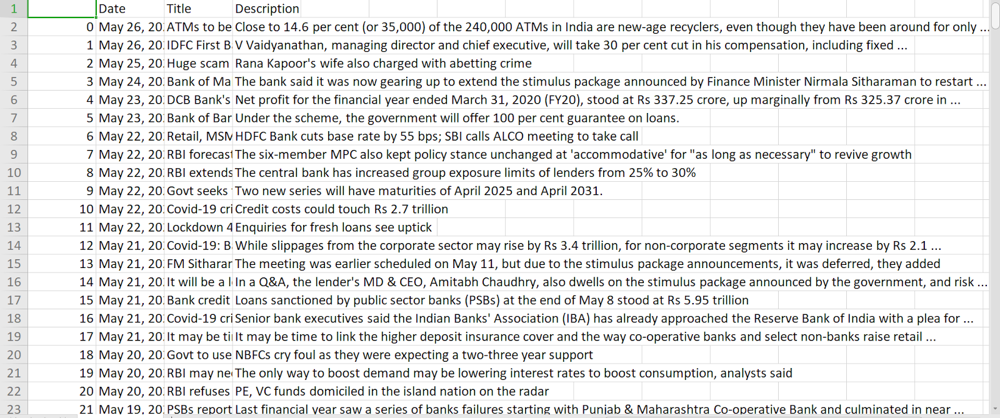 1 Date Title Description
2 0 May 26, 20 ATMs to be Close to 14.6 per cent (or 35,000) of the 240,000 ATMs in India are new-age recyclers, even though they have been around for only ...
3 1 May 26, 20 IDFC First B V Vaidyanathan, managing director and chief executive, will take 30 per cent cut in his compensation, including fixed ...
4 2 May 25, 20 Huge scam Rana Kapoor's wife also charged with abetting crime
5 3 May 24, 20 Bank of Ma The bank said it was now gearing up to extend the stimulus package announced by Finance Minister Nirmala Sitharaman to restart ...
6 4 May 23, 20 DCB Bank's Net profit for the financial year ended March 31, 2020 (FY20), stood at Rs 337.25 crore, up marginally from Rs 325.37 crore in ...
7 5 May 23, 20 Bank of Bar Under the scheme, the government will offer 100 per cent guarantee on loans.
8 6 May 22, 20 Retail, MSM HDFC Bank cuts base rate by 55 bps; SBI calls ALCO meeting to take call
9 7 May 22, 20 RBI forecast The six-member MPC also kept policy stance unchanged at 'accommodative' for "as long as necessary" to revive growth
10 8 May 22, 20 RBI extends The central bank has increased group exposure limits of lenders from 25% to 30%
11 9 May 22, 20 Govt seeks Two new series will have maturities of April 2025 and April 2031.
12 10 May 22, 20 Covid-19 cri Credit costs could touch Rs 2.7 trillion
13 11 May 22, 20 Lockdown 4 Enquiries for fresh loans see uptick
14 12 May 21, 20 Covid-19: B While slippages from the corporate sector may rise by Rs 3.4 trillion, for non-corporate segments it may increase by Rs 2.1 ...
15 13 May 21, 20 FM Sitharar The meeting was earlier scheduled on May 11, but due to the stimulus package announcements, it was deferred, they added
16 14 May 21, 20 It will be a l In a Q&A, the lender's MD & CEO, Amitabh Chaudhry, also dwells on the stimulus package announced by the government, and risk ...
17 15 May 21, 20 Bank credit Loans sanctioned by public sector banks (PSBs) at the end of May 8 stood at Rs 5.95 trillion
18 16 May 21, 20 Covid-19 cri Senior bank executives said the Indian Banks' Association (IBA) has already approached the Reserve Bank of India with a plea for ...
19 17 May 21, 20 It may be ti It may be time to link the higher deposit insurance cover and the way co-operative banks and select non-banks raise retail ...
20 18 May 20, 20 Govt to use NBFCs cry foul as they were expecting a two-three year support
21 19 May 20, 20 RBI may ne The only way to boost demand may be lowering interest rates to boost consumption, analysts said
22 20 May 20, 20 RBI refuses PE, VC funds domiciled in the island nation on the radar
23 21 May 19, 20 PSBs report Last financial year saw a series of banks failures starting with Punjab & Maharashtra Co-operative Bank and culminated in near ...